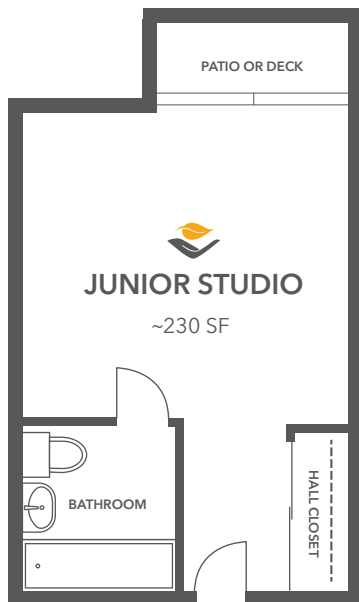 PATIO OR DECK
JUNIOR STUDIO
~230 SF
BATHROOM
HALL CLOSET